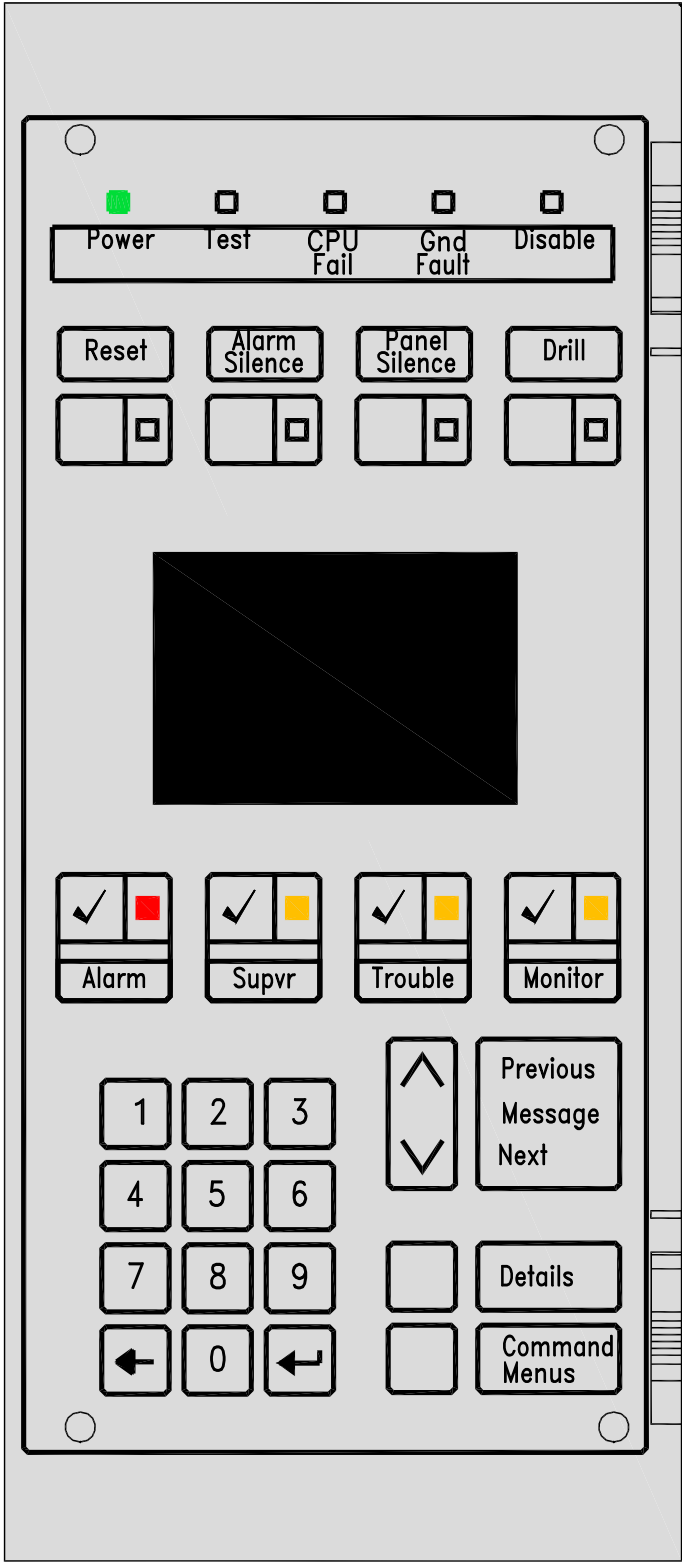 Power Test CPU Fail Gnd Fault Disable
Reset Alarm Silence Panel Silence Drill
Alarm Supvr Trouble Monitor
Previous
Message
Next
1 2 3
4 5 6
7 8 9
0
Details
Command
Menus